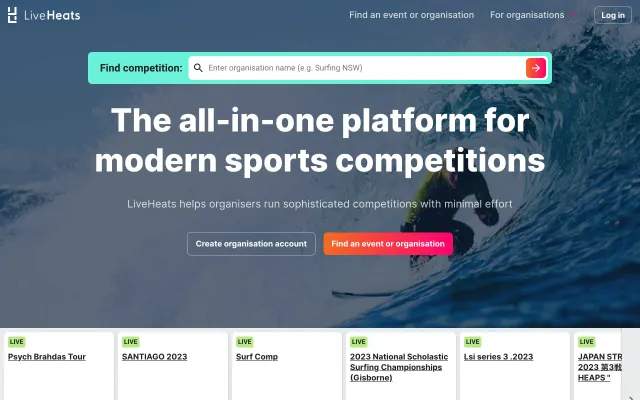 LiveHeats
Find an event or organisation
For organisations
Log in
Find competition:
Enter organisation name (e.g. Surfing NSW)
The all-in-one platform for
modern sports competitions
LiveHeats helps organisers run sophisticated competitions with minimal effort
Create organisation account
Find an event or organisation
LIVE
Psych Brahdas Tour
LIVE
SANTIAGO 2023
LIVE
Surf Comp
LIVE
2023 National Scholastic
Surfing Championships
(Gisborne)
LIVE
Lsi series 3 .2023
LIVE
JAPAN STR
2023 第3戦
HEAPS "